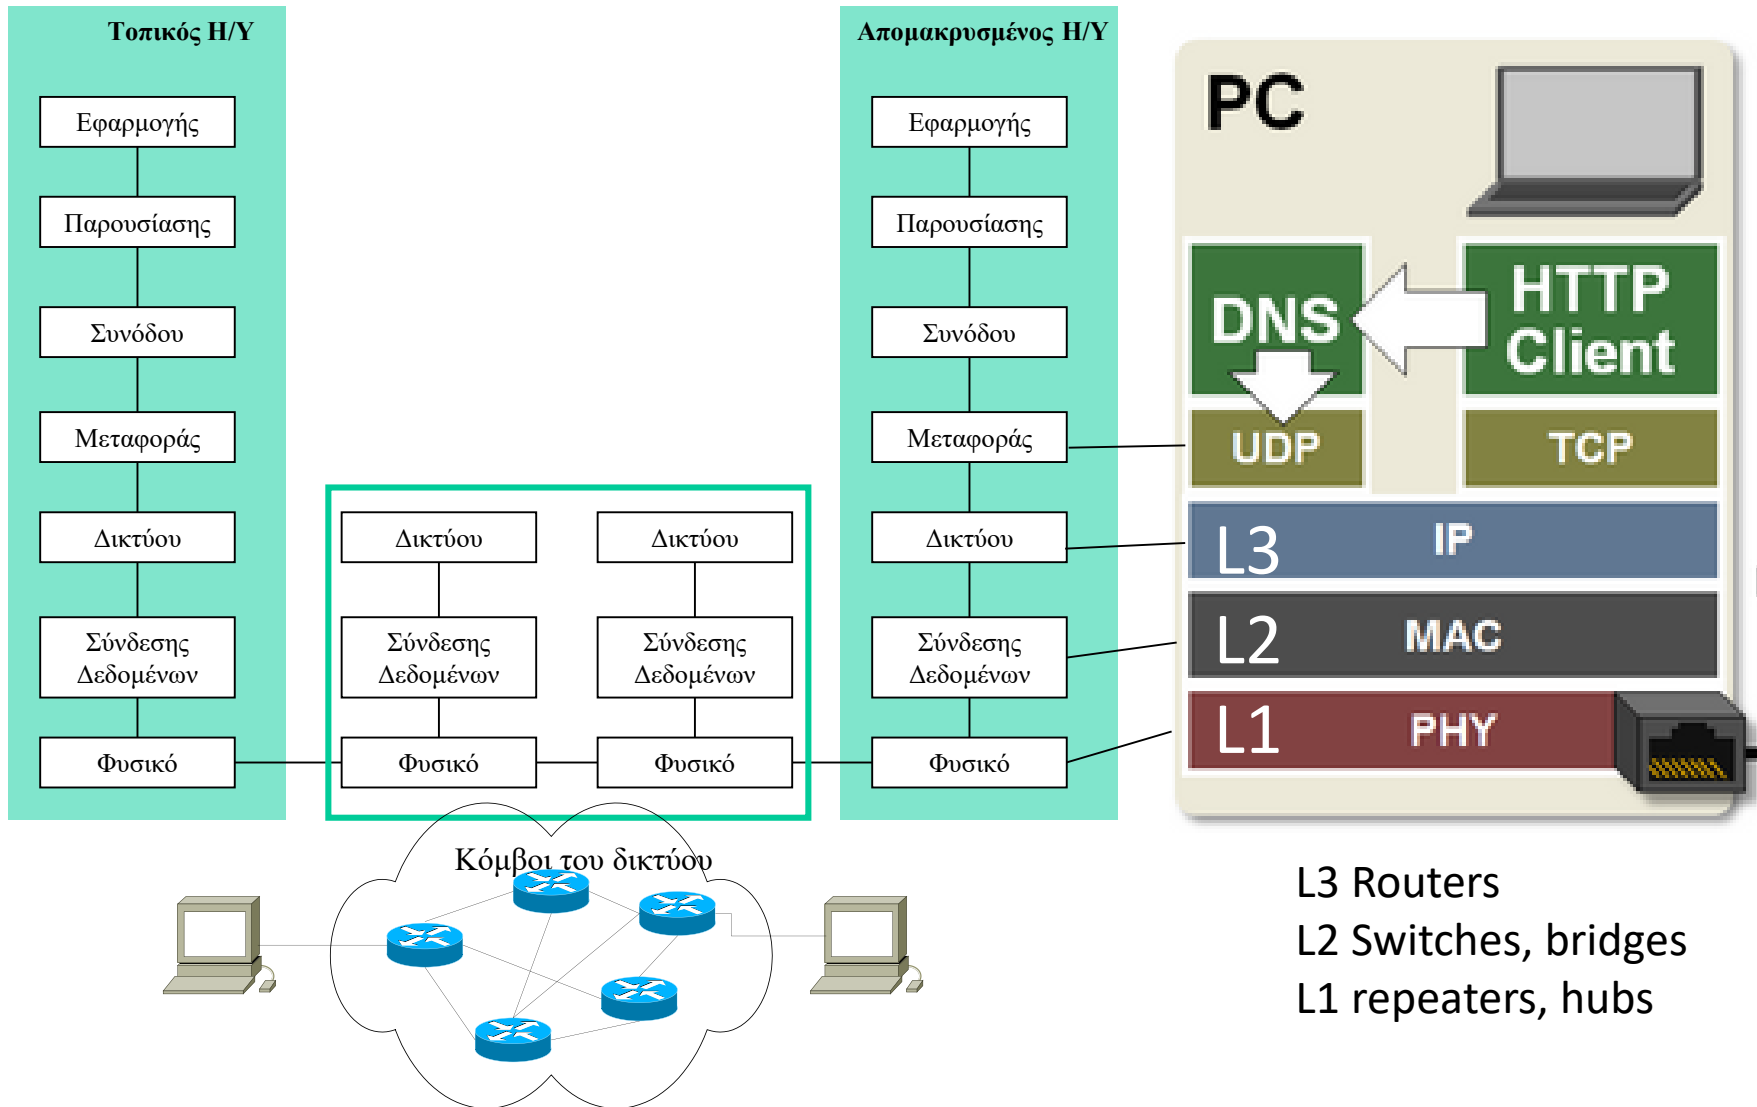 Τοπικός Η/Υ
Εφαρμογής
Παρουσίασης
Συνόδου
Μεταφοράς
Δικτύου
Σύνδεσης
Δεδομένων
Φυσικό
Δικτύου
Σύνδεσης
Δεδομένων
Φυσικό
Δικτύου
Σύνδεσης
Δεδομένων
Φυσικό
Κόμβοι του δικτύου
Απομακρυσμένος Η/Υ
Εφαρμογής
Παρουσίασης
Συνόδου
Μεταφοράς
Δικτύου
Σύνδεσης
Δεδομένων
Φυσικό
PC
DNS
HTTP
Client
UDP
TCP
L3 IP
L2 MAC
L1 PHY
L3 Routers
L2 Switches, bridges
L1 repeaters, hubs